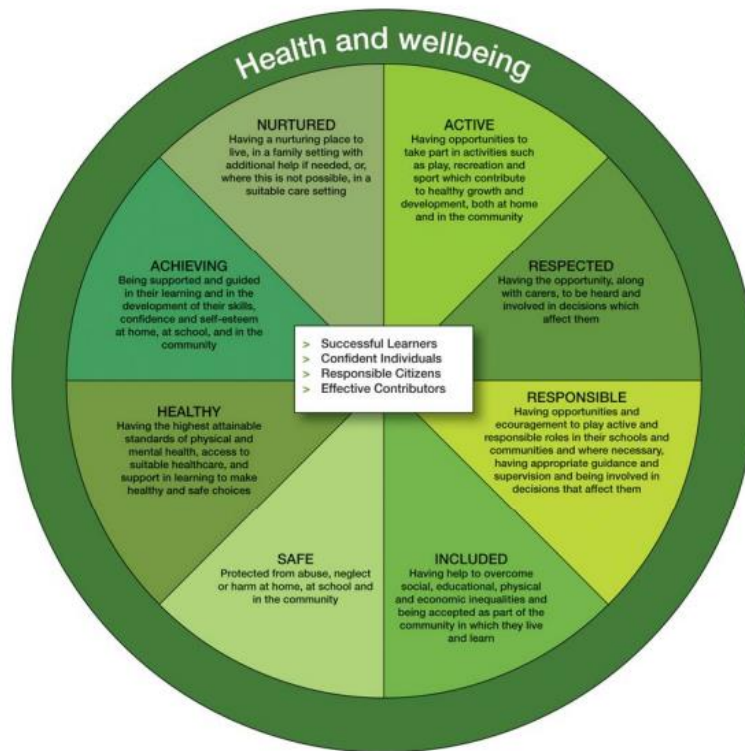 Health and wellbeing
NURTURED
Having a nurturing place to
live, in a family setting with
additional help if needed, or,
where this is not possible, in a
suitable care setting
ACTIVE
Having opportunities to
take part in activities such
as play, recreation and
sport which contribute
to healthy growth and
development, both at home
and in the community
RESPECTED
Having the opportunity, along
with carers, to be heard and
involved in decisions which
affect them
RESPONSIBLE
Having opportunities and
ecouragement to play active and
responsible roles in their schools and
communities and where necessary,
having appropriate guidance and
supervision and being involved in
decisions that affect them
INCLUDED
Having help to overcome
social, educational, physical
and economic inequalities and
being accepted as part of the
community in which they live
and learn
SAFE
Protected from abuse, neglect
or harm at home, at school and
in the community
HEALTHY
Having the highest attainable
standards of physical and
mental health, access to
suitable healthcare, and
support in learning to make
healthy and safe choices
ACHIEVING
Being supported and guided
in their learning and in the
development of their skills,
confidence and self-esteem
at home, at school, and in the
community
> Successful Learners
> Confident Individuals
> Responsible Citizens
> Effective Contributors